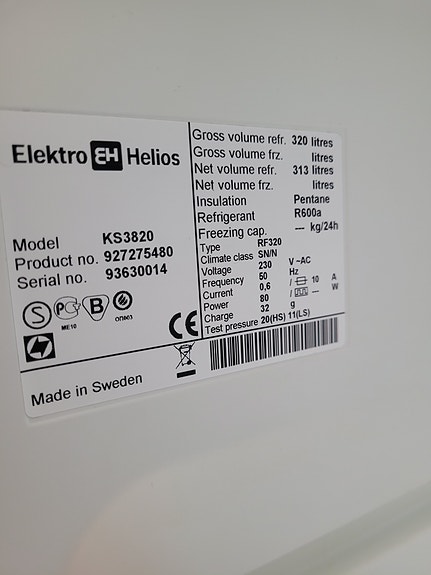 Elektro EH Helios
Model KS3820
Product no. 927275480
Serial no. 93630014
ME10
CE
Made in Sweden
Gross volume refr. 320 litres
Gross volume frz. litres
Net volume refr. 313 litres
Net volume frz. litres
Insulation Pentane
Refrigerant R600a
Freezing cap. --- kg/24h
Type RF320
Climate class SN/N
Voltage 230 V ~AC
Frequency 50 Hz
Current 0,6 / 10 A
Power 80 / --- W
Charge 32 g
Test pressure 20(HS) 11(LS)